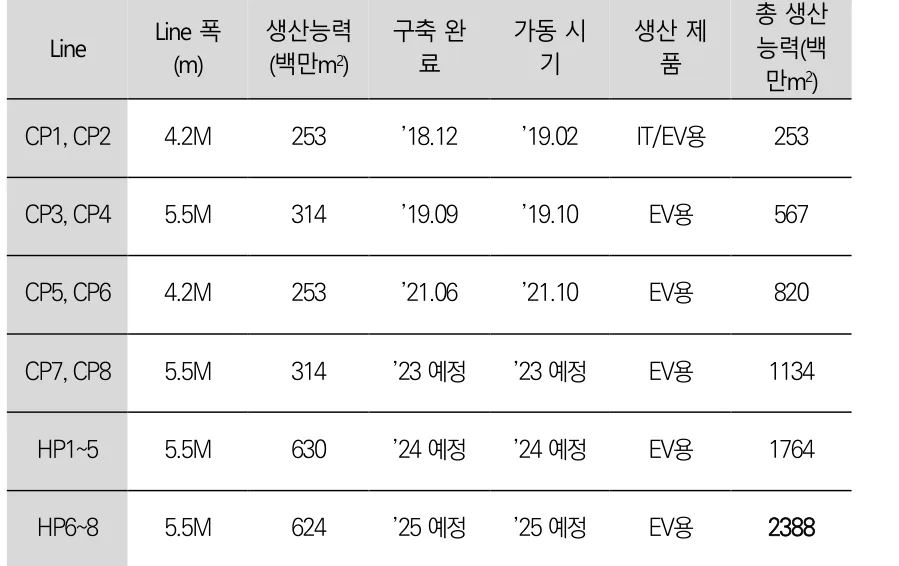 Line Line 폭(m) 생산능력(백만m²) 구축 완료 가동 시기 생산 제품 총 생산능력(백만m²)
CP1, CP2 4.2M 253 ’18.12 ’19.02 IT/EV용 253
CP3, CP4 5.5M 314 ’19.09 ’19.10 EV용 567
CP5, CP6 4.2M 253 ’21.06 ’21.10 EV용 820
CP7, CP8 5.5M 314 ’23 예정 ’23 예정 EV용 1134
HP1~5 5.5M 630 ’24 예정 ’24 예정 EV용 1764
HP6~8 5.5M 624 ’25 예정 ’25 예정 EV용 2388